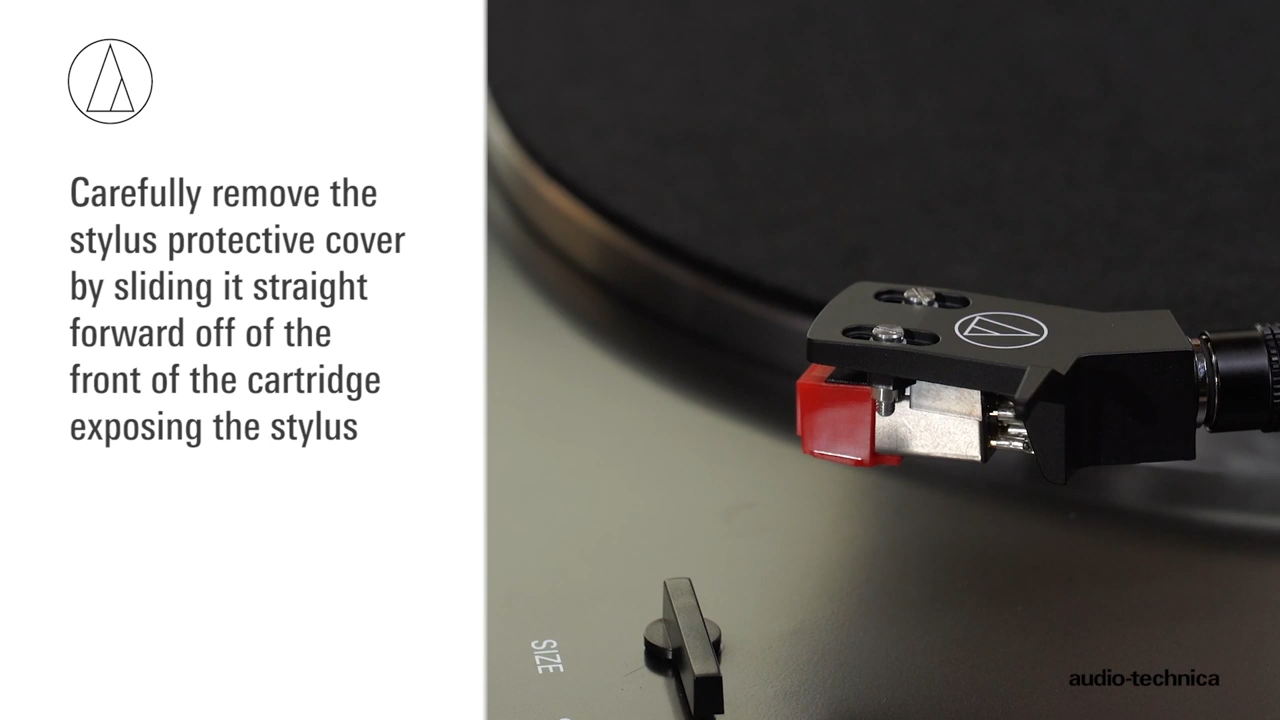 Carefully remove the
stylus protective cover
by sliding it straight
forward off of the
front of the cartridge
exposing the stylus
SIZE
audio-technica